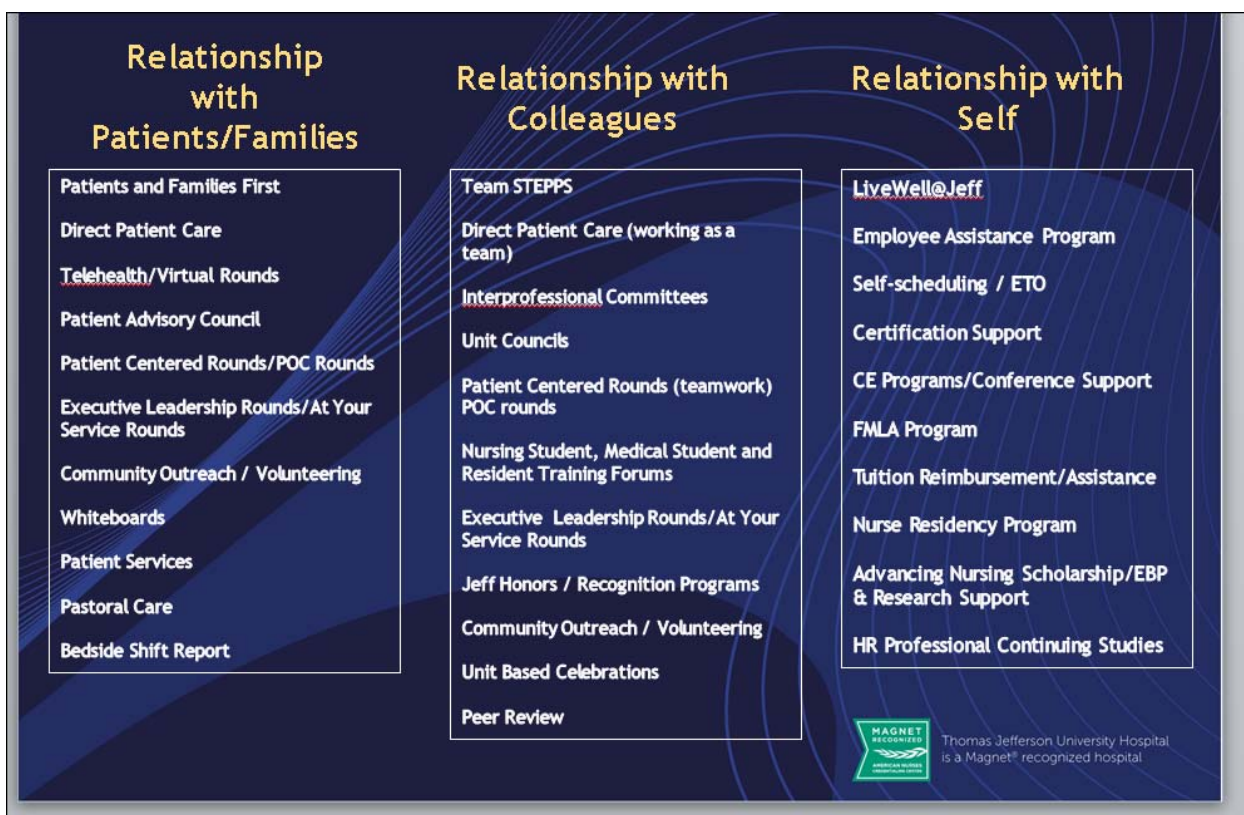 Relationship
with
Patients/Families
Patients and Families First
Direct Patient Care
Telehealth/Virtual Rounds
Patient Advisory Council
Patient Centered Rounds/POC Rounds
Executive Leadership Rounds/At Your
Service Rounds
Community Outreach / Volunteering
Whiteboards
Patient Services
Pastoral Care
Bedside Shift Report
Relationship with
Colleagues
Team STEPPS
Direct Patient Care (working as a
team)
Interprofessional Committees
Unit Councils
Patient Centered Rounds (teamwork)
POC rounds
Nursing Student, Medical Student and
Resident Training Forums
Executive Leadership Rounds/At Your
Service Rounds
Jeff Honors / Recognition Programs
Community Outreach / Volunteering
Unit Based Celebrations
Peer Review
Relationship with
Self
LiveWell@Jeff
Employee Assistance Program
Self-scheduling / ETO
Certification Support
CE Programs/Conference Support
FMLA Program
Tuition Reimbursement/Assistance
Nurse Residency Program
Advancing Nursing Scholarship/EBP
& Research Support
HR Professional Continuing Studies
MAGNET
RECOGNIZED
AMERICAN NURSES
CREDENTIALING CENTER
Thomas Jefferson University Hospital
is a Magnet® recognized hospital